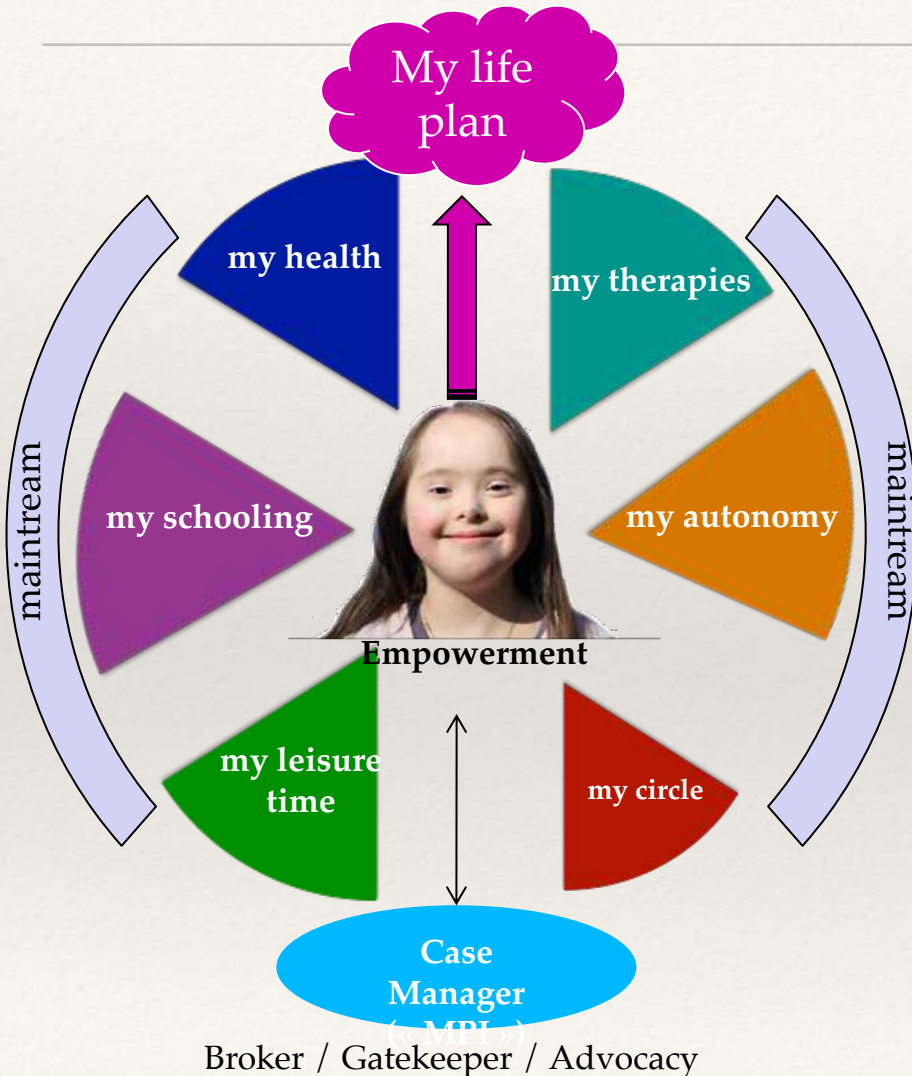 My life
plan
my health
my therapies
maintream
my schooling
my autonomy
maintream
Empowerment
my leisure
time
my circle
Case
Manager
(« MPI »)
Broker / Gatekeeper / Advocacy